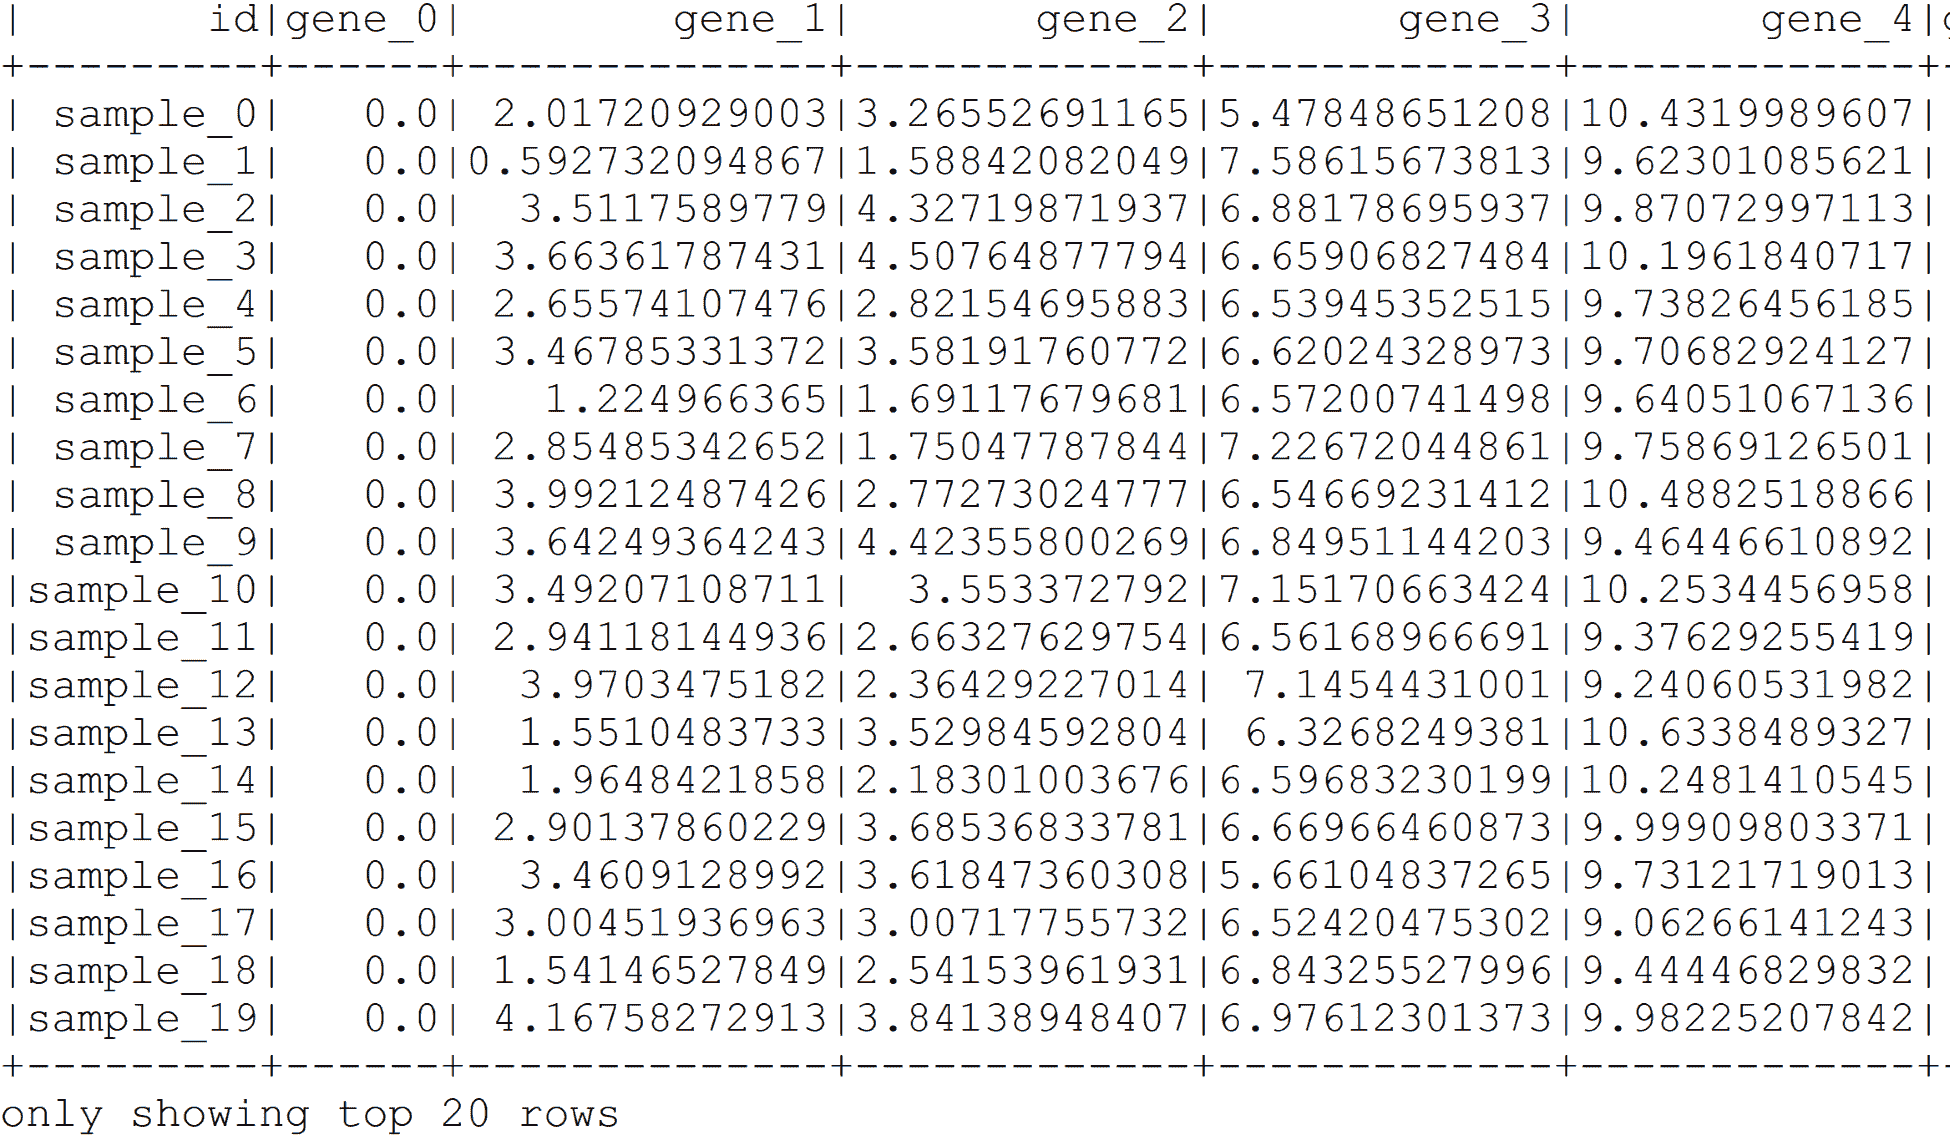 |       id|gene_0|        gene_1|       gene_2|       gene_3|       gene_4|
+---------+------+--------------+-------------+-------------+-------------+-
| sample_0|   0.0| 2.01720929003|3.26552691165|5.47848651208|10.4319989607|
| sample_1|   0.0|0.592732094867|1.58842082049|7.58615673813|9.62301085621|
| sample_2|   0.0|  3.5117589779|4.32719871937|6.88178695937|9.87072997113|
| sample_3|   0.0| 3.66361787431|4.50764877794|6.65906827484|10.1961840717|
| sample_4|   0.0| 2.65574107476|2.82154695883|6.53945352515|9.73826456185|
| sample_5|   0.0| 3.46785331372|3.58191760772|6.62024328973|9.70682924127|
| sample_6|   0.0|   1.224966365|1.69117679681|6.57200741498|9.64051067136|
| sample_7|   0.0| 2.85485342652|1.75047787844|7.22672044861|9.75869126501|
| sample_8|   0.0| 3.99212487426|2.77273024777|6.54669231412|10.4882518866|
| sample_9|   0.0| 3.64249364243|4.42355800269|6.84951144203|9.46446610892|
|sample_10|   0.0| 3.49207108711|  3.553372792|7.15170663424|10.2534456958|
|sample_11|   0.0| 2.94118144936|2.66327629754|6.56168966691|9.37629255419|
|sample_12|   0.0|  3.9703475182|2.36429227014| 7.1454431001|9.24060531982|
|sample_13|   0.0|  1.5510483733|3.52984592804| 6.3268249381|10.6338489327|
|sample_14|   0.0|  1.9648421858|2.18301003676|6.59683230199|10.2481410545|
|sample_15|   0.0| 2.90137860229|3.68536833781|6.66966460873|9.99909803371|
|sample_16|   0.0|  3.4609128992|3.61847360308|5.66104837265|9.73121719013|
|sample_17|   0.0| 3.00451936963|3.00717755732|6.52420475302|9.06266141243|
|sample_18|   0.0| 1.54146527849|2.54153961931|6.84325527996|9.44446829832|
|sample_19|   0.0| 4.16758272913|3.84138948407|6.97612301373|9.98225207842|
+---------+------+--------------+-------------+-------------+-------------+-
only showing top 20 rows